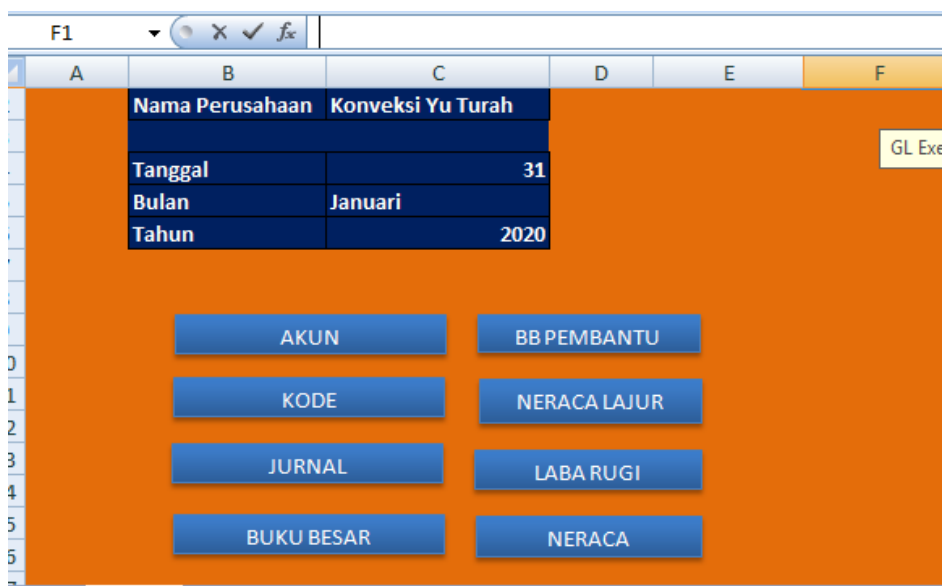 F1
fx
A B C D E F
Nama Perusahaan Konveksi Yu Turah
GL Exe
Tanggal 31
Bulan Januari
Tahun 2020
AKUN BB PEMBANTU
KODE NERACA LAJUR
JURNAL LABA RUGI
BUKU BESAR NERACA